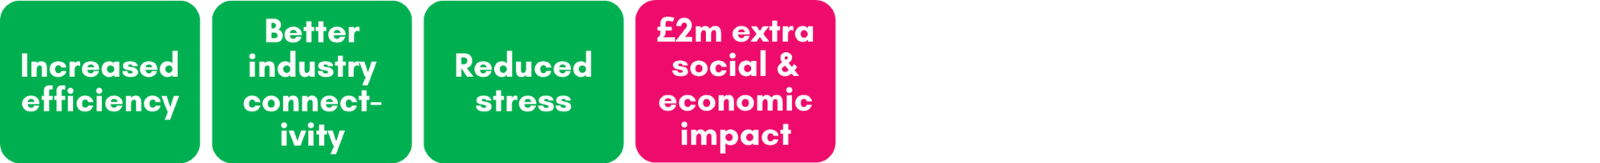 Increased
efficiency
Better
industry
connect-
ivity
Reduced
stress
£2m extra
social &
economic
impact